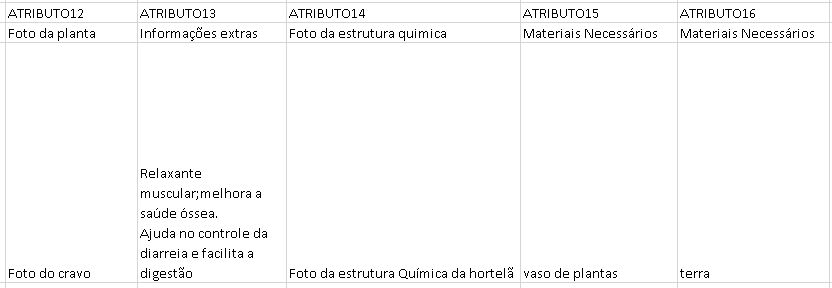 ATRIBUTO12 ATRIBUTO13 ATRIBUTO14 ATRIBUTO15 ATRIBUTO16
Foto da planta Informações extras Foto da estrutura quimica Materiais Necessários Materiais Necessários
Relaxante
muscular;melhora a
saúde óssea.
Ajuda no controle da
diarreia e facilita a
Foto do cravo digestão Foto da estrutura Química da hortelã vaso de plantas terra